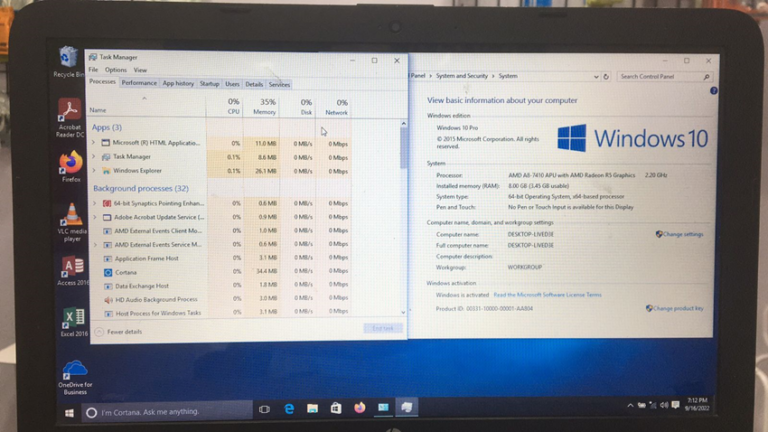 Recycle Bin
Acrobat
Reader DC
Firefox
VLC media
player
Access 2016
Excel 2016
OneDrive for
Business
Task Manager
File Options View
Processes Performance App history Startup Users Details Services
0% 35% 0% 0%
Name CPU Memory Disk Network
Apps (3)
Microsoft (R) HTML Applicatio... 0% 11.0 MB 0 MB/s 0 Mbps
Task Manager 0.1% 8.6 MB 0 MB/s 0 Mbps
Windows Explorer 0.1% 26.1 MB 0 MB/s 0 Mbps
Background processes (32)
64-bit Synaptics Pointing Enhan... 0% 0.6 MB 0 MB/s 0 Mbps
Adobe Acrobat Update Service (... 0% 0.9 MB 0 MB/s 0 Mbps
AMD External Events Client Mo... 0% 1.0 MB 0 MB/s 0 Mbps
AMD External Events Service M... 0% 0.6 MB 0 MB/s 0 Mbps
Application Frame Host 0% 3.1 MB 0 MB/s 0 Mbps
Cortana 0% 34.4 MB 0 MB/s 0 Mbps
Data Exchange Host 0% 1.8 MB 0 MB/s 0 Mbps
HD Audio Background Process 0% 0 MB/s 0 Mbps
Host Process for Windows Tasks 0% 3.1 MB 0 MB/s 0 Mbps
Fewer details
End task
Panel > System and Security > System
Search Control Panel
View basic information about your computer
Windows edition
Windows 10 Pro
© 2015 Microsoft Corporation. All rights
reserved.
Windows 10
System
Processor: AMD A8-7410 APU with AMD Radeon R5 Graphics 2.20 GHz
Installed memory (RAM): 8.00 GB (3.45 GB usable)
System type: 64-bit Operating System, x64-based processor
Pen and Touch: No Pen or Touch Input is available for this Display
Computer name, domain, and workgroup settings
Computer name: Change settings
Full computer name:
Computer description:
Workgroup: WORKGROUP
Windows activation
Windows is activated Read the Microsoft Software License Terms
Product ID: 00331-10000-00001-AA804 Change product key
I'm Cortana. Ask me anything.
7:12 PM
9/16/2022